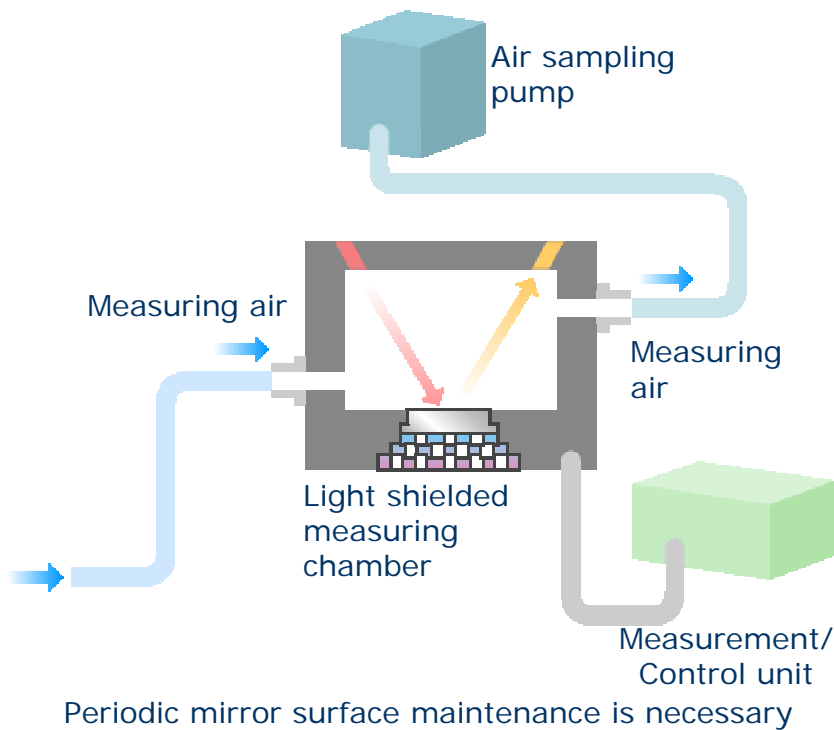 Air sampling
pump
Measuring air
Measuring
air
Light shielded
measuring
chamber
Measurement/
Control unit
Periodic mirror surface maintenance is necessary